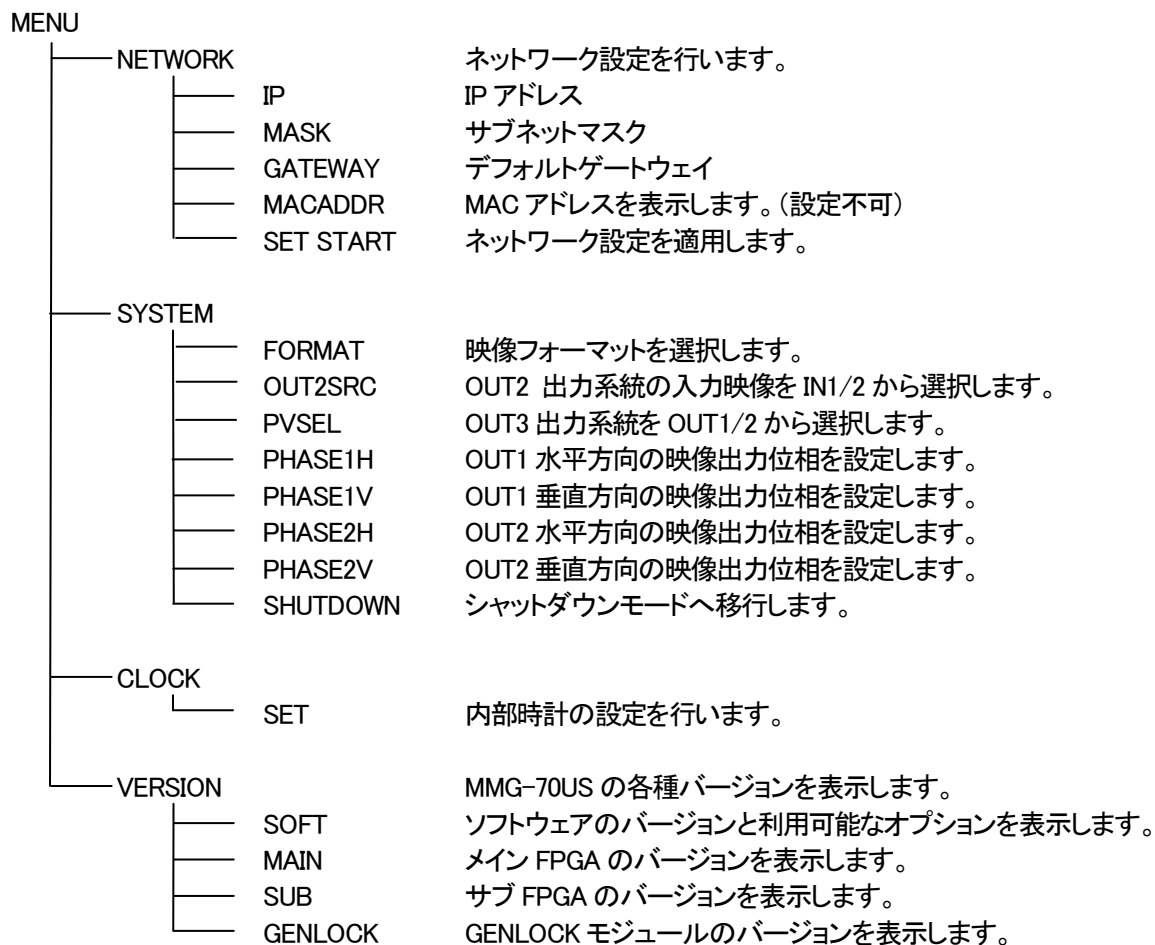 MENU
NETWORK ネットワーク設定を行います。
IP IP アドレス
MASK サブネットマスク
GATEWAY デフォルトゲートウェイ
MACADDR MAC アドレスを表示します。（設定不可）
SET START ネットワーク設定を適用します。
SYSTEM
FORMAT 映像フォーマットを選択します。
OUT2SRC OUT2 出力系統の入力映像を IN1/2 から選択します。
PVSEL OUT3 出力系統を OUT1/2 から選択します。
PHASE1H OUT1 水平方向の映像出力位相を設定します。
PHASE1V OUT1 垂直方向の映像出力位相を設定します。
PHASE2H OUT2 水平方向の映像出力位相を設定します。
PHASE2V OUT2 垂直方向の映像出力位相を設定します。
SHUTDOWN シャットダウンモードへ移行します。
CLOCK
SET 内部時計の設定を行います。
VERSION MMG-70US の各種バージョンを表示します。
SOFT ソフトウェアのバージョンと利用可能なオプションを表示します。
MAIN メイン FPGA のバージョンを表示します。
SUB サブ FPGA のバージョンを表示します。
GENLOCK GENLOCK モジュールのバージョンを表示します。